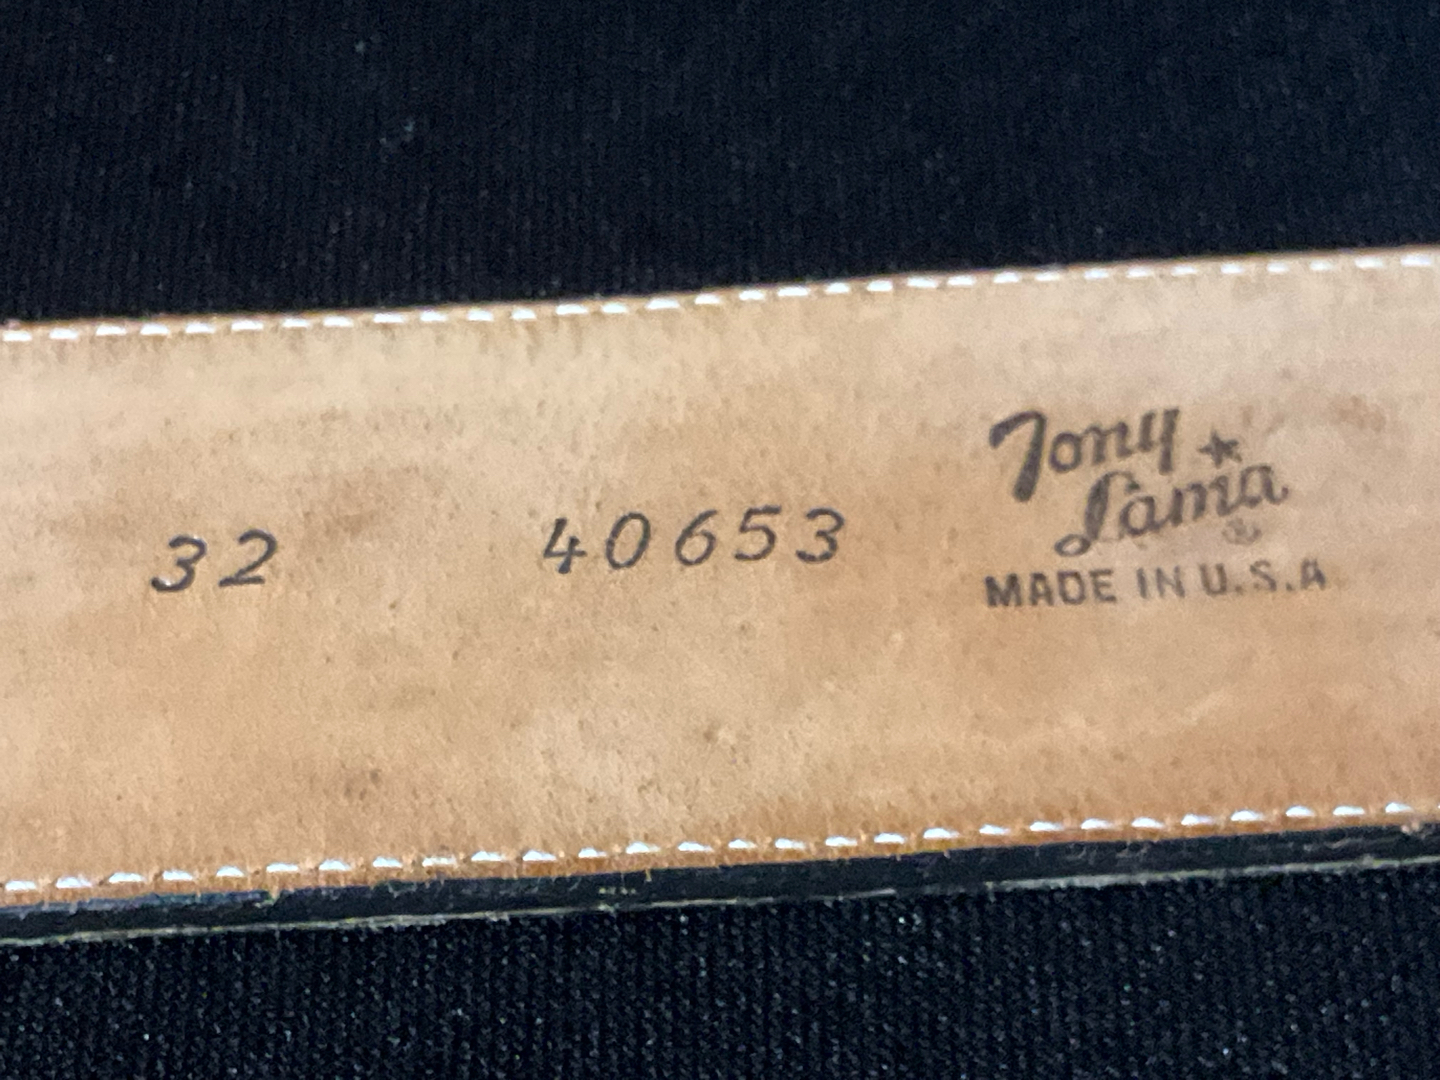 32 40653 Tony Lama ®
MADE IN U.S.A